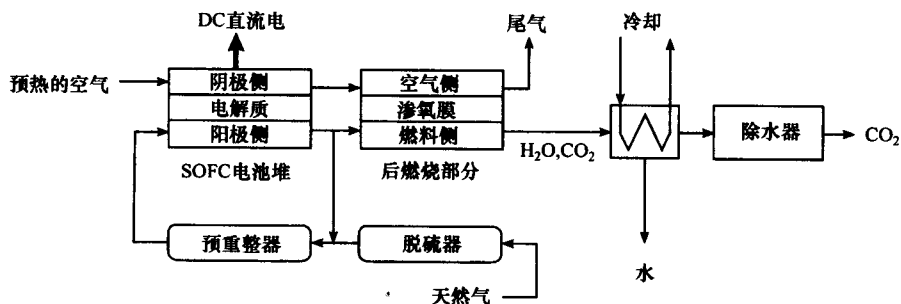 DC直流电
尾气
冷却
预热的空气
阴极侧
空气侧
电解质
渗氧膜
阳极侧
燃料侧
除水器
CO₂
H₂O,CO₂
SOFC电池堆
后燃烧部分
预重整器
脱硫器
水
天然气